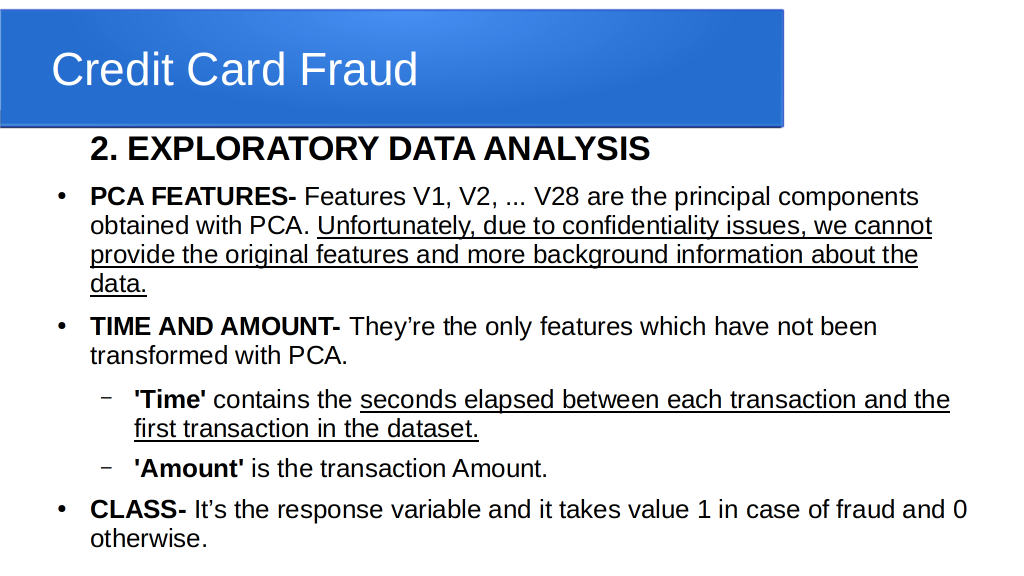 Credit Card Fraud
2. EXPLORATORY DATA ANALYSIS
• PCA FEATURES- Features V1, V2, ... V28 are the principal components
obtained with PCA. Unfortunately, due to confidentiality issues, we cannot
provide the original features and more background information about the
data.
• TIME AND AMOUNT- They’re the only features which have not been
transformed with PCA.
– 'Time' contains the seconds elapsed between each transaction and the
first transaction in the dataset.
– 'Amount' is the transaction Amount.
• CLASS- It’s the response variable and it takes value 1 in case of fraud and 0
otherwise.